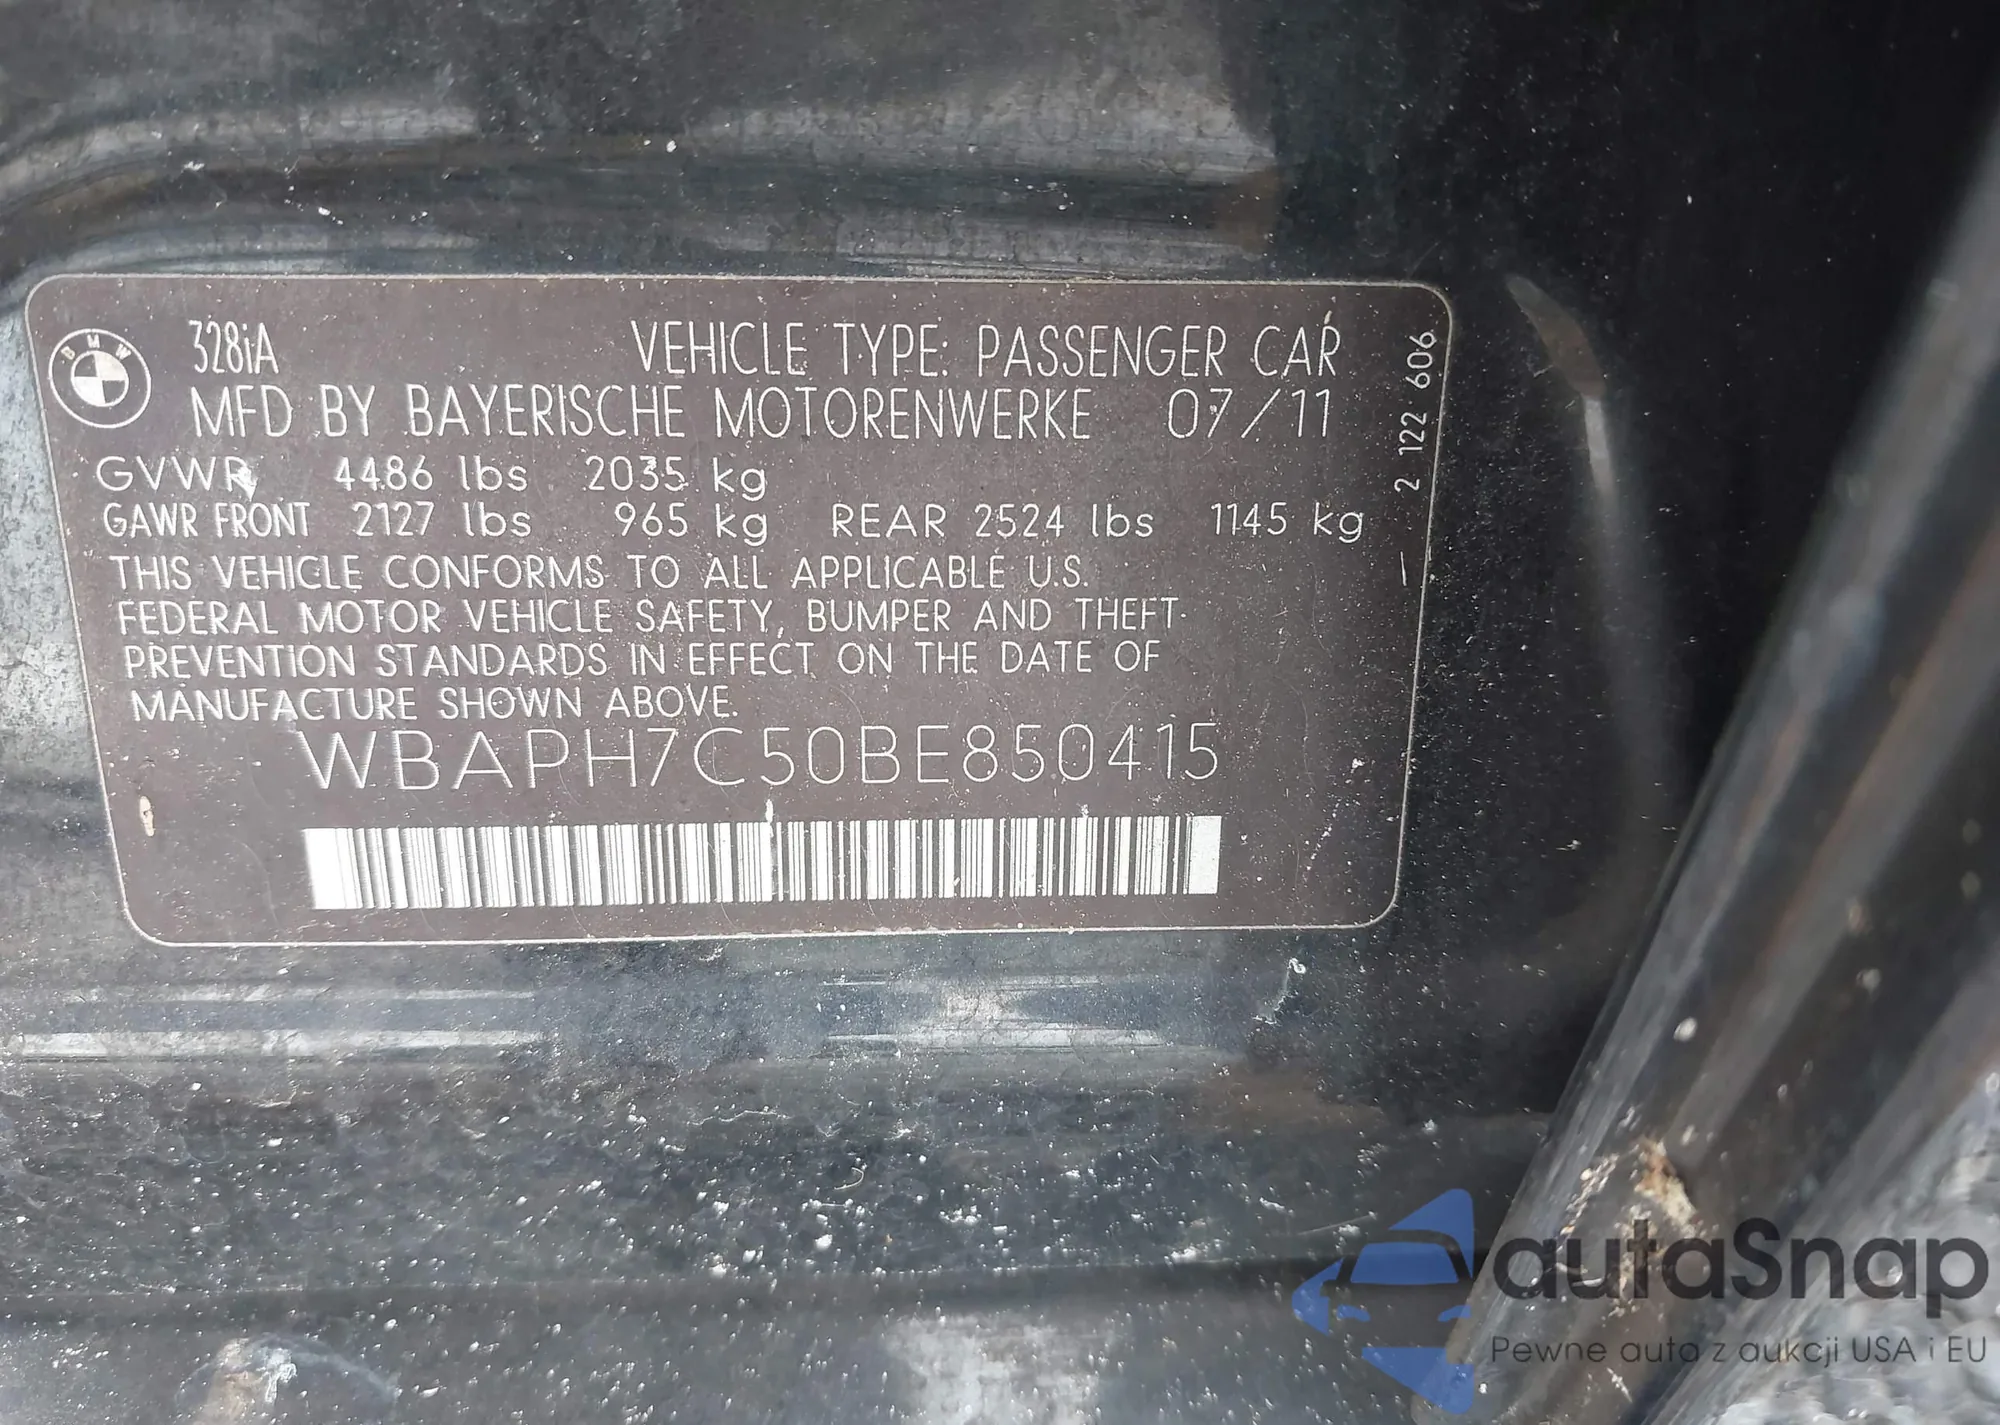 BMW
328iA VEHICLE TYPE: PASSENGER CAR
MFD BY BAYERISCHE MOTORENWERKE 07/11
GVWR 4486 lbs 2035 kg
GAWR FRONT 2127 lbs 965 kg REAR 2524 lbs 1145 kg
THIS VEHICLE CONFORMS TO ALL APPLICABLE U.S.
FEDERAL MOTOR VEHICLE SAFETY, BUMPER AND THEFT
PREVENTION STANDARDS IN EFFECT ON THE DATE OF
MANUFACTURE SHOWN ABOVE.
WBAPH7C50BE850415
– 2 122 606
autaSnap
Pewne auta z aukcji USA i EU